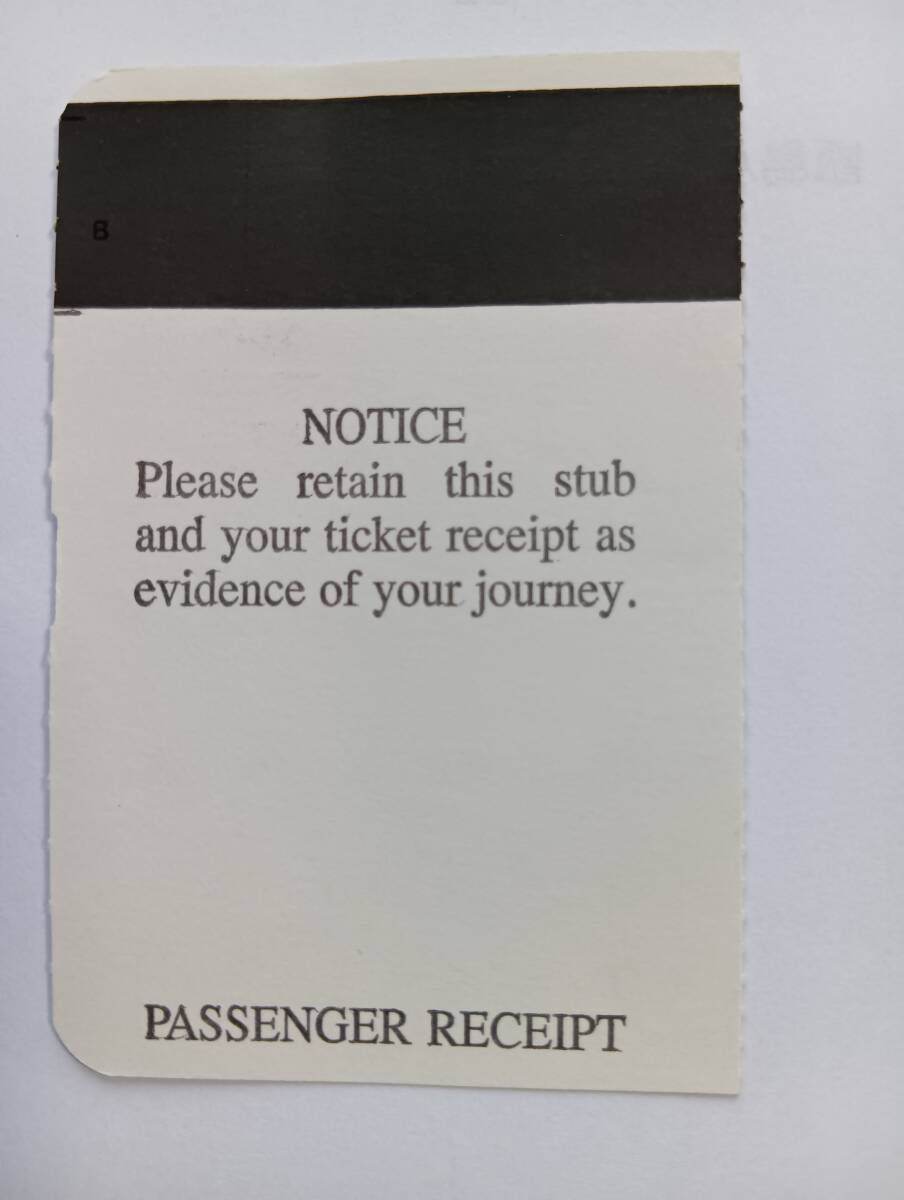 B
NOTICE
Please retain this stub
and your ticket receipt as
evidence of your journey.
PASSENGER RECEIPT